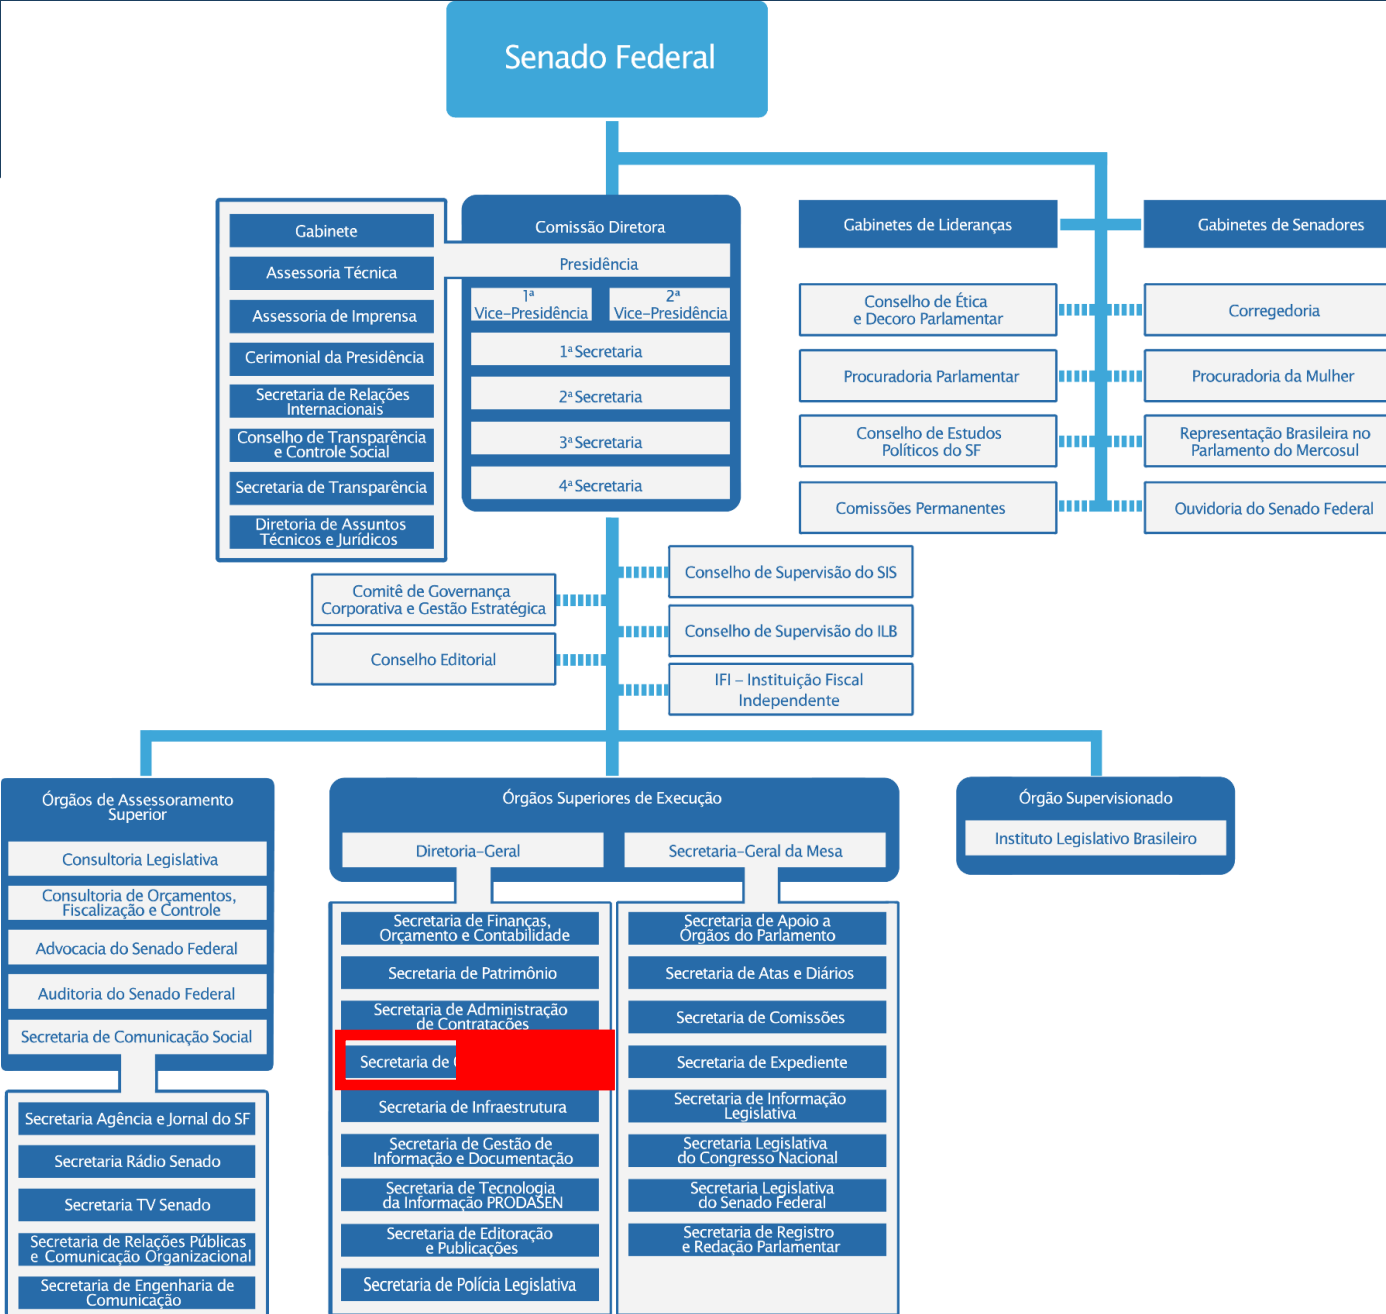 Senado Federal
Gabinete
Assessoria Técnica
Assessoria de Imprensa
Cerimonial da Presidência
Secretaria de Relações
Internacionais
Conselho de Transparência
e Controle Social
Secretaria de Transparência
Diretoria de Assuntos
Técnicos e Jurídicos
Comissão Diretora
Presidência
1ª
Vice-Presidência
2ª
Vice-Presidência
1ª Secretaria
2ª Secretaria
3ª Secretaria
4ª Secretaria
Gabinetes de Lideranças
Gabinetes de Senadores
Conselho de Ética
e Decoro Parlamentar
Corregedoria
Procuradoria Parlamentar
Procuradoria da Mulher
Conselho de Estudos
Políticos do SF
Representação Brasileira no
Parlamento do Mercosul
Comissões Permanentes
Ouvidoria do Senado Federal
Comitê de Governança
Corporativa e Gestão Estratégica
Conselho Editorial
Conselho de Supervisão do SIS
Conselho de Supervisão do ILB
IFI – Instituição Fiscal
Independente
Órgãos de Assessoramento
Superior
Consultoria Legislativa
Consultoria de Orçamentos,
Fiscalização e Controle
Advocacia do Senado Federal
Auditoria do Senado Federal
Secretaria de Comunicação Social
Secretaria Agência e Jornal do SF
Secretaria Rádio Senado
Secretaria TV Senado
Secretaria de Relações Públicas
e Comunicação Organizacional
Secretaria de Engenharia de
Comunicação
Órgãos Superiores de Execução
Diretoria-Geral
Secretaria de Finanças,
Orçamento e Contabilidade
Secretaria de Patrimônio
Secretaria de Administração
de Contratações
Secretaria de
Secretaria de Infraestrutura
Secretaria de Gestão de
Informação e Documentação
Secretaria de Tecnologia
da Informação PRODASEN
Secretaria de Editoração
e Publicações
Secretaria de Polícia Legislativa
Secretaria-Geral da Mesa
Secretaria de Apoio a
Órgãos do Parlamento
Secretaria de Atas e Diários
Secretaria de Comissões
Secretaria de Expediente
Secretaria de Informação
Legislativa
Secretaria Legislativa
do Congresso Nacional
Secretaria Legislativa
do Senado Federal
Secretaria de Registro
e Redação Parlamentar
Órgão Supervisionado
Instituto Legislativo Brasileiro